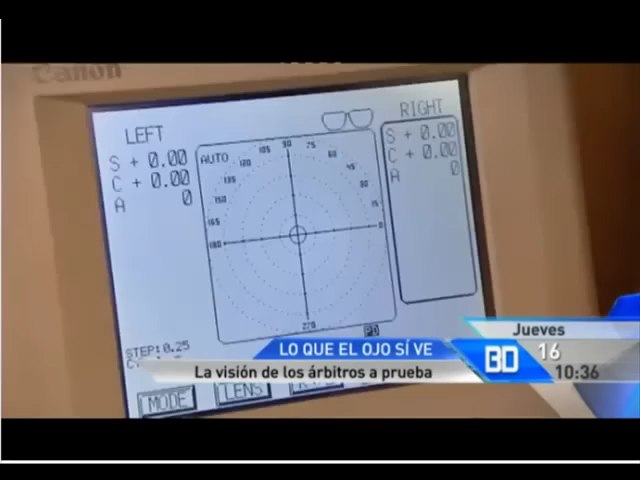 Canon
LEFT
RIGHT
S + 0.00
C + 0.00
A 0
AUTO
180
165
150
135
120
105
90
75
60
45
30
15
0
270
S + 0.00
C + 0.00
A 0
PD
STEP:0.25
MODE
LENS
LO QUE EL OJO SÍ VE
La visión de los árbitros a prueba
Jueves
BD 16
10:36